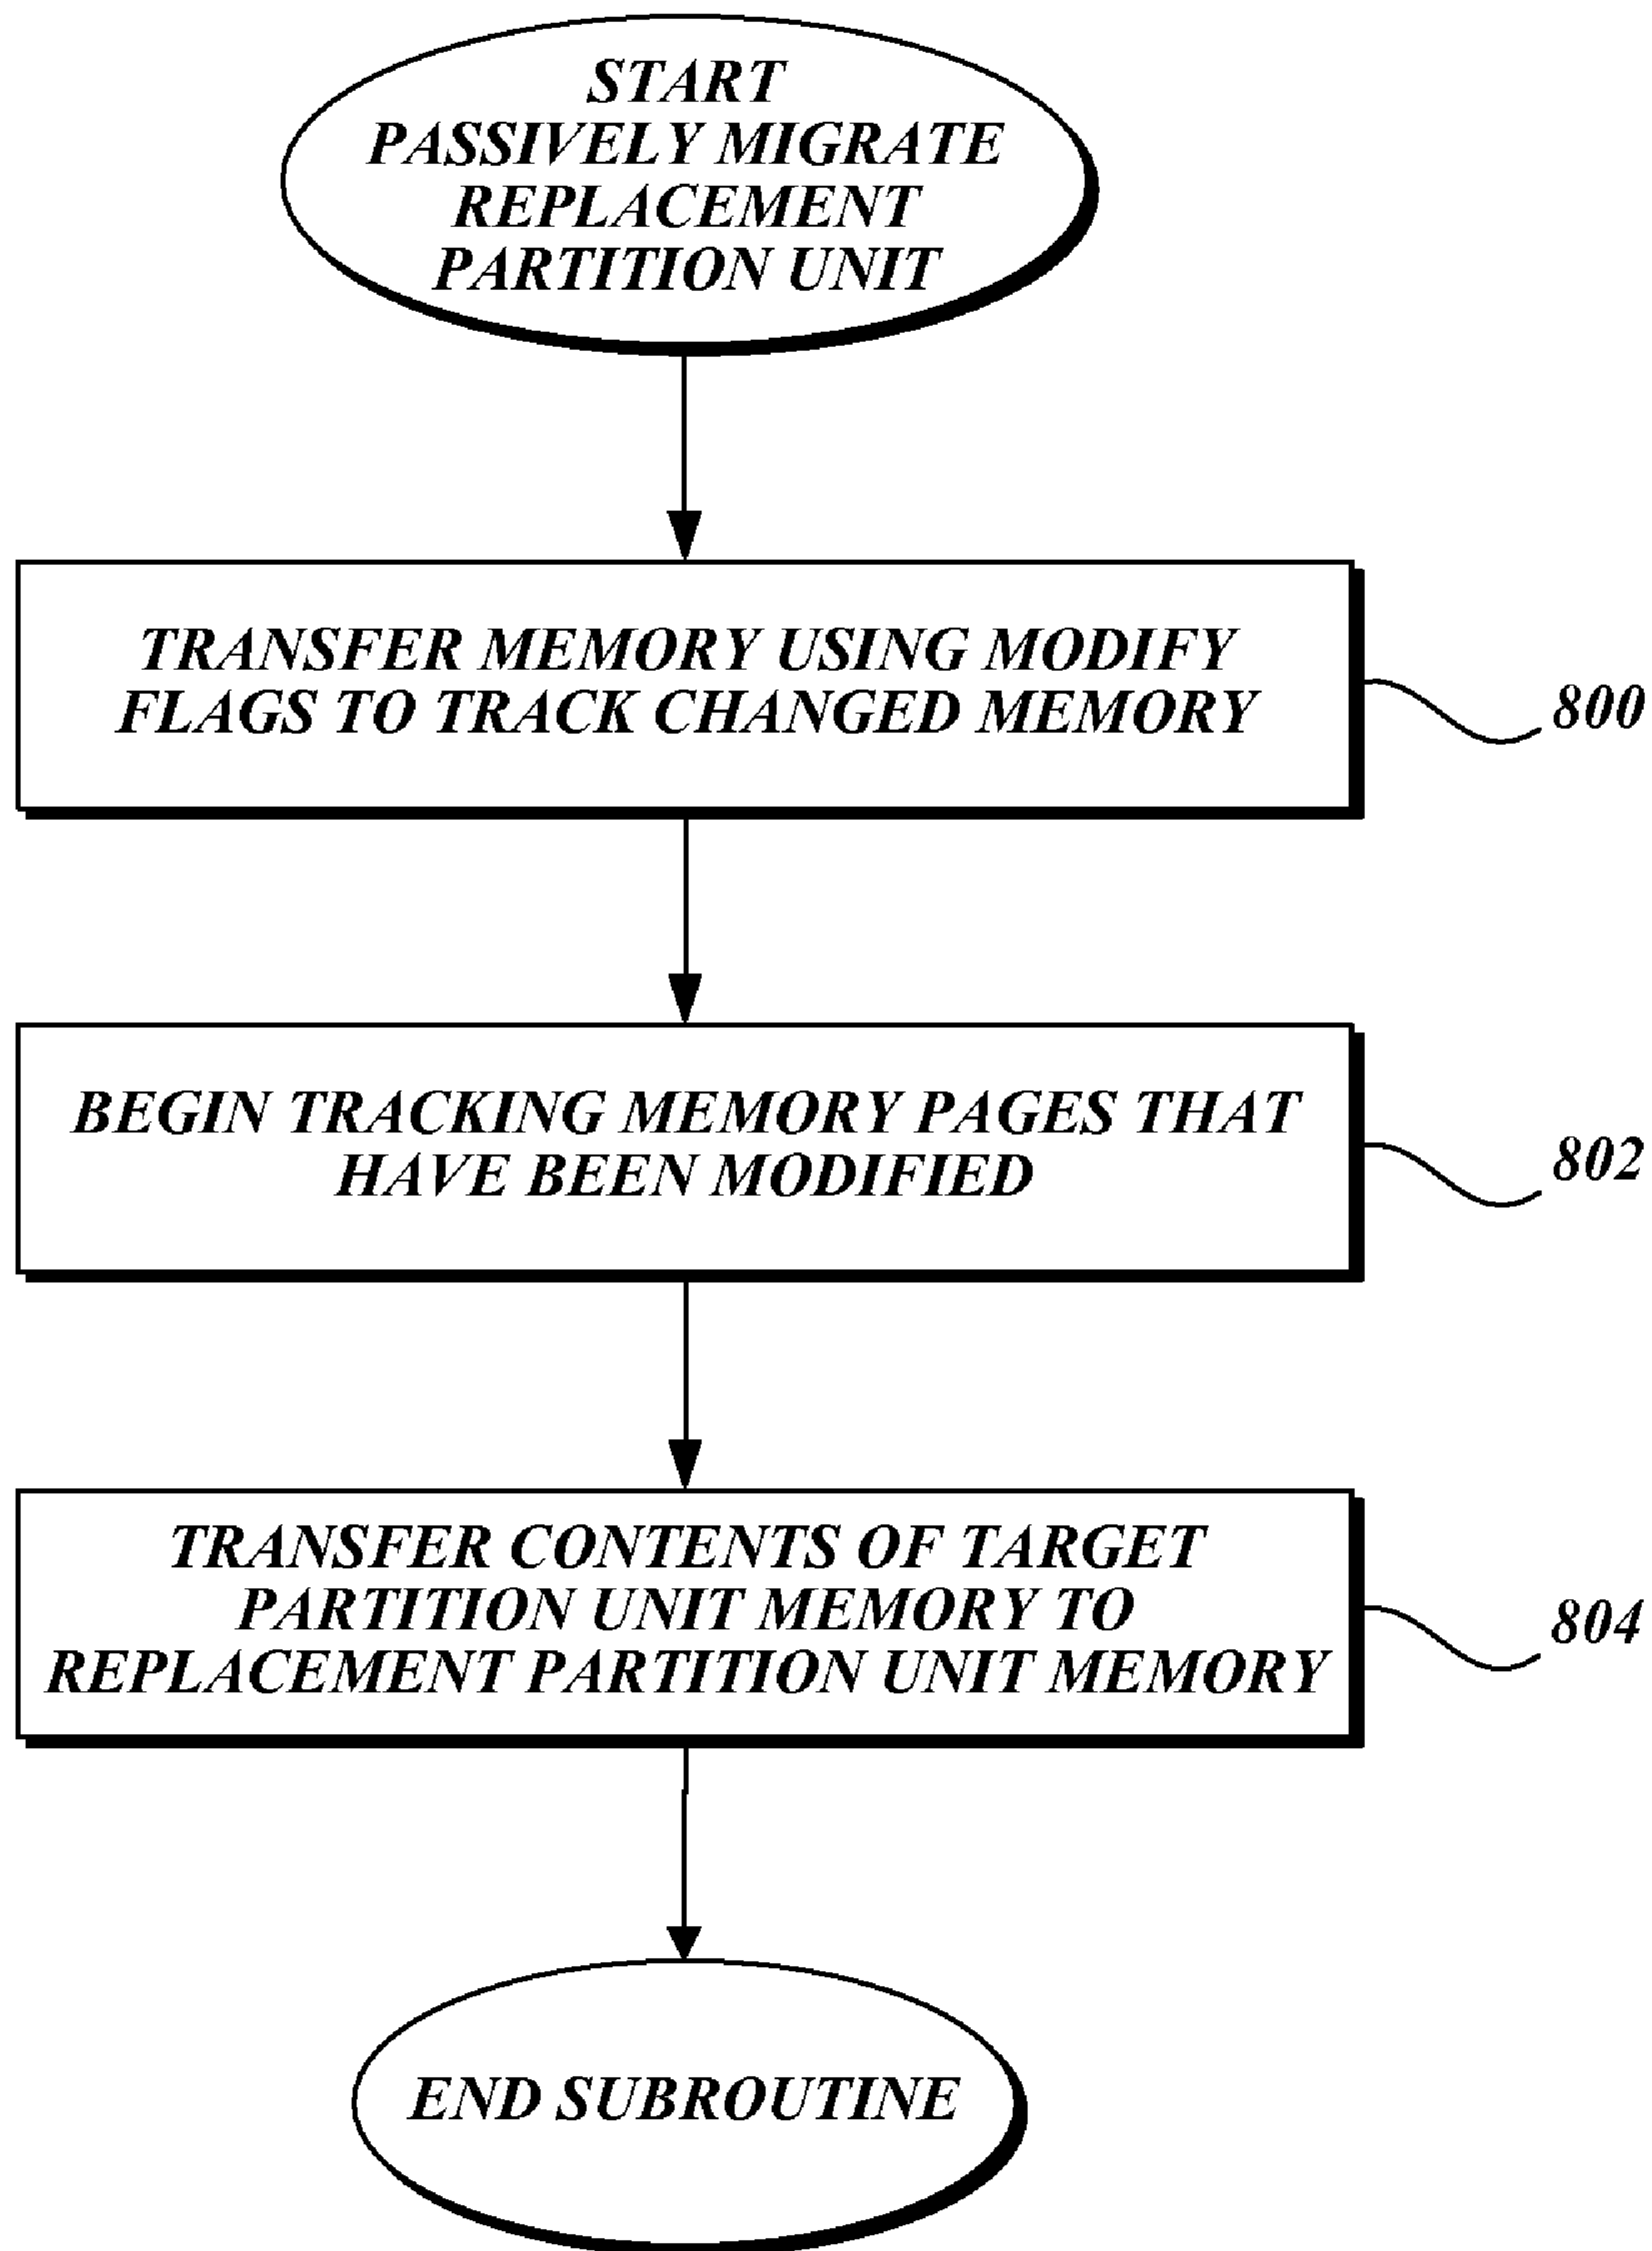 START
PASSIVELY MIGRATE
REPLACEMENT
PARTITION UNIT
TRANSFER MEMORY USING MODIFY
FLAGS TO TRACK CHANGED MEMORY
800
BEGIN TRACKING MEMORY PAGES THAT
HAVE BEEN MODIFIED
802
TRANSFER CONTENTS OF TARGET
PARTITION UNIT MEMORY TO
REPLACEMENT PARTITION UNIT MEMORY
804
END SUBROUTINE